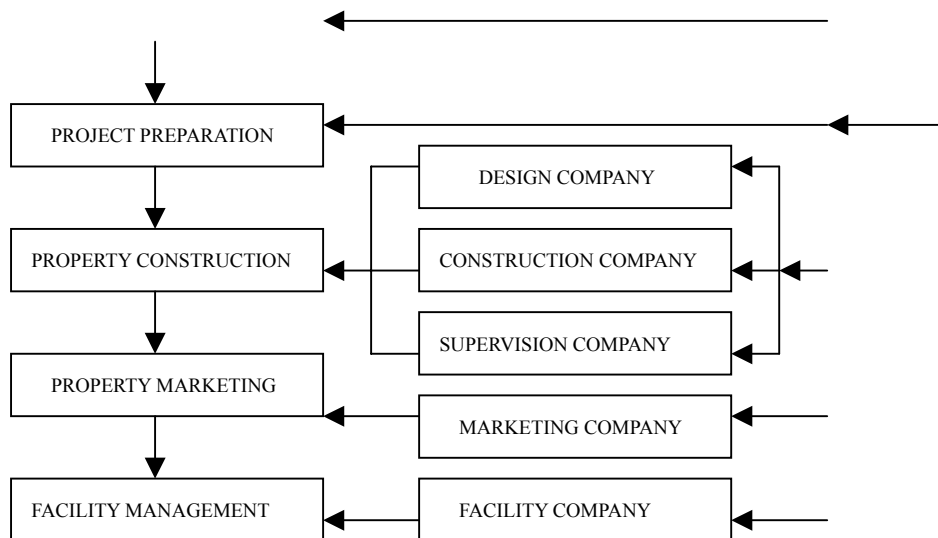 PROJECT PREPARATION
DESIGN COMPANY
PROPERTY CONSTRUCTION
CONSTRUCTION COMPANY
SUPERVISION COMPANY
PROPERTY MARKETING
MARKETING COMPANY
FACILITY MANAGEMENT
FACILITY COMPANY